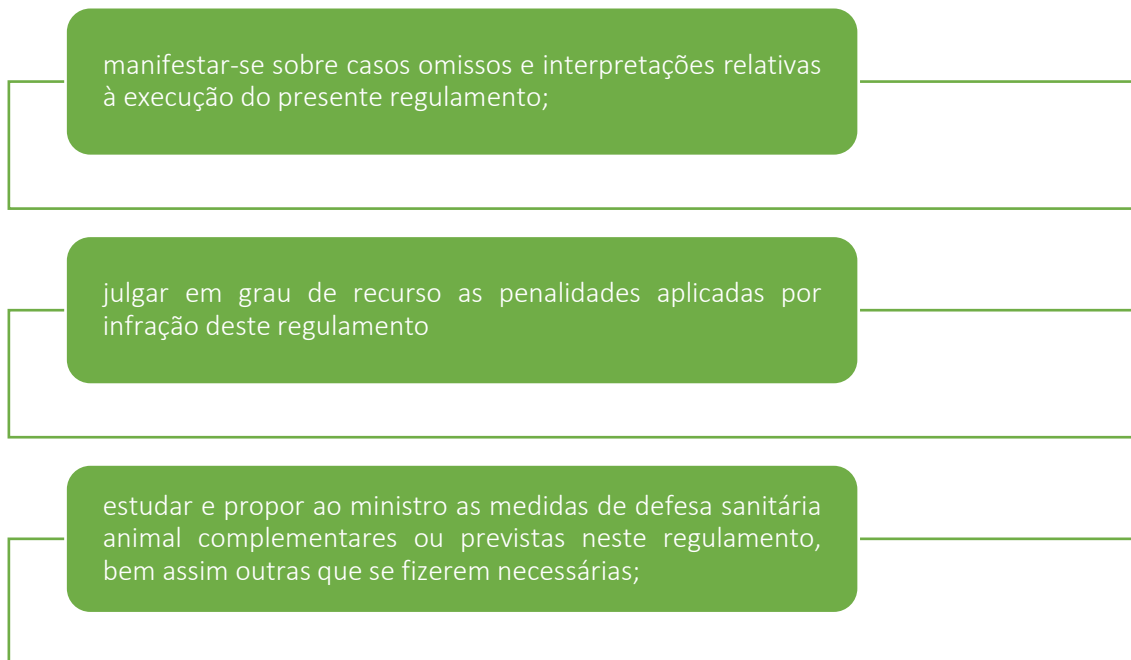 manifestar-se sobre casos omissos e interpretações relativas
à execução do presente regulamento;
julgar em grau de recurso as penalidades aplicadas por
infração deste regulamento
estudar e propor ao ministro as medidas de defesa sanitária
animal complementares ou previstas neste regulamento,
bem assim outras que se fizerem necessárias;